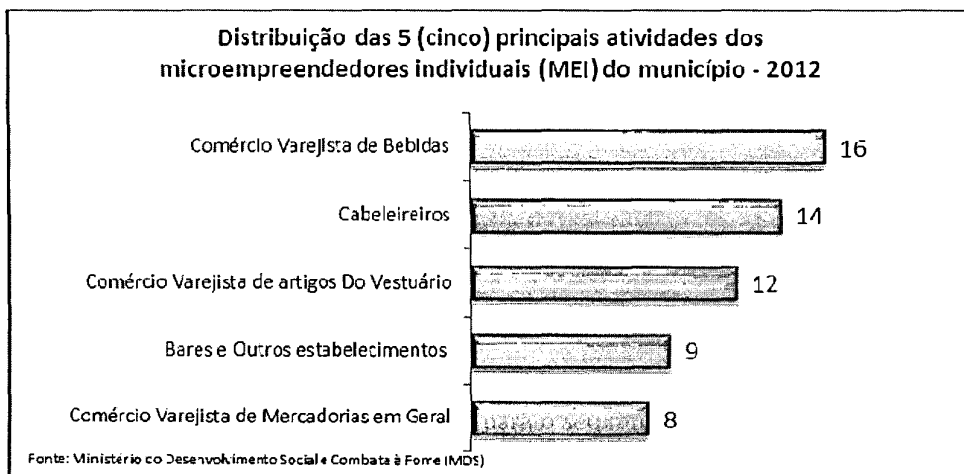 Distribuição das 5 (cinco) principais atividades dos
microempreendedores individuais (MEI) do município - 2012
Comércio Varejista de Bebidas 16
Cabeleireiros 14
Comércio Varejista de artigos Do Vestuário 12
Bares e Outros estabelecimentos 9
Comércio Varejista de Mercadorias em Geral 8
Fonte: Ministério do Desenvolvimento Social e Combate à Fome (MDS)